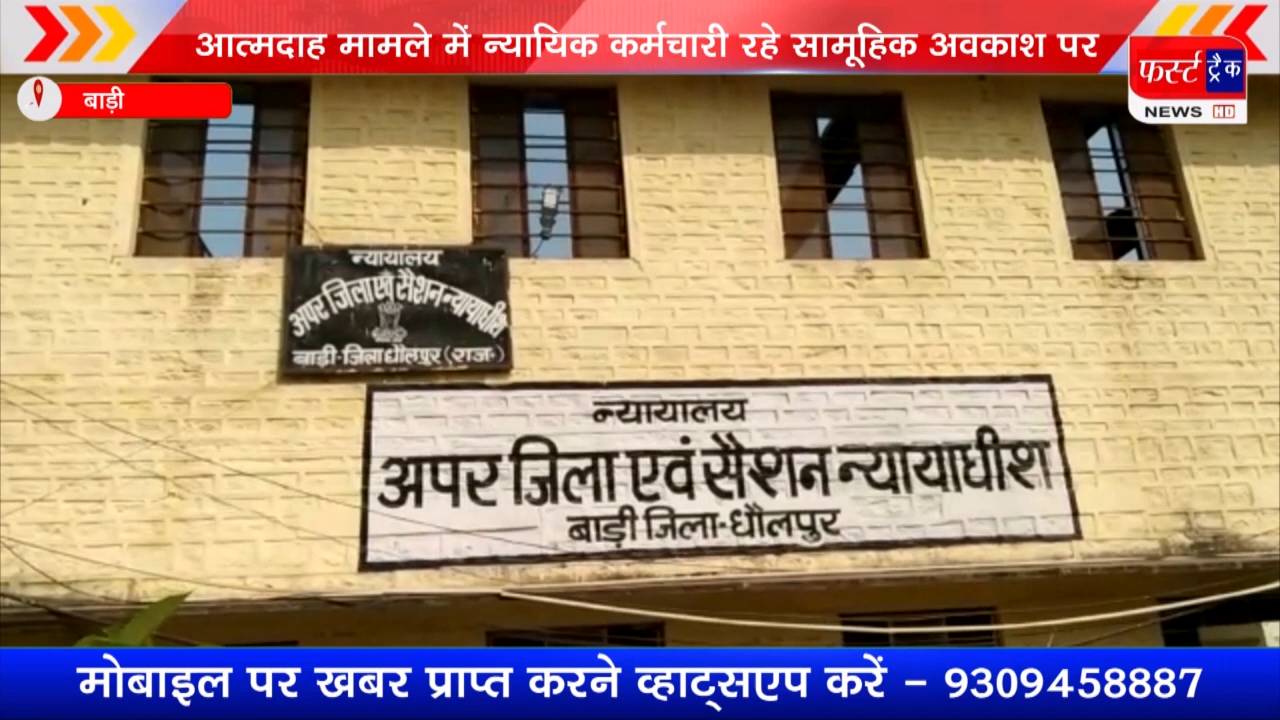 आत्मदाह मामले में न्यायिक कर्मचारी रहे सामूहिक अवकाश पर
फर्स्ट ट्रैक
NEWS HD
बाड़ी
न्यायालय
अपर जिला एवं सैशन न्यायाधीश
बाड़ी-जिला धौलपुर (राज॰)
न्यायालय
अपर जिला एवं सैशन न्यायाधीश
बाड़ी जिला-धौलपुर
मोबाइल पर खबर प्राप्त करने व्हाट्सएप करें – 9309458887